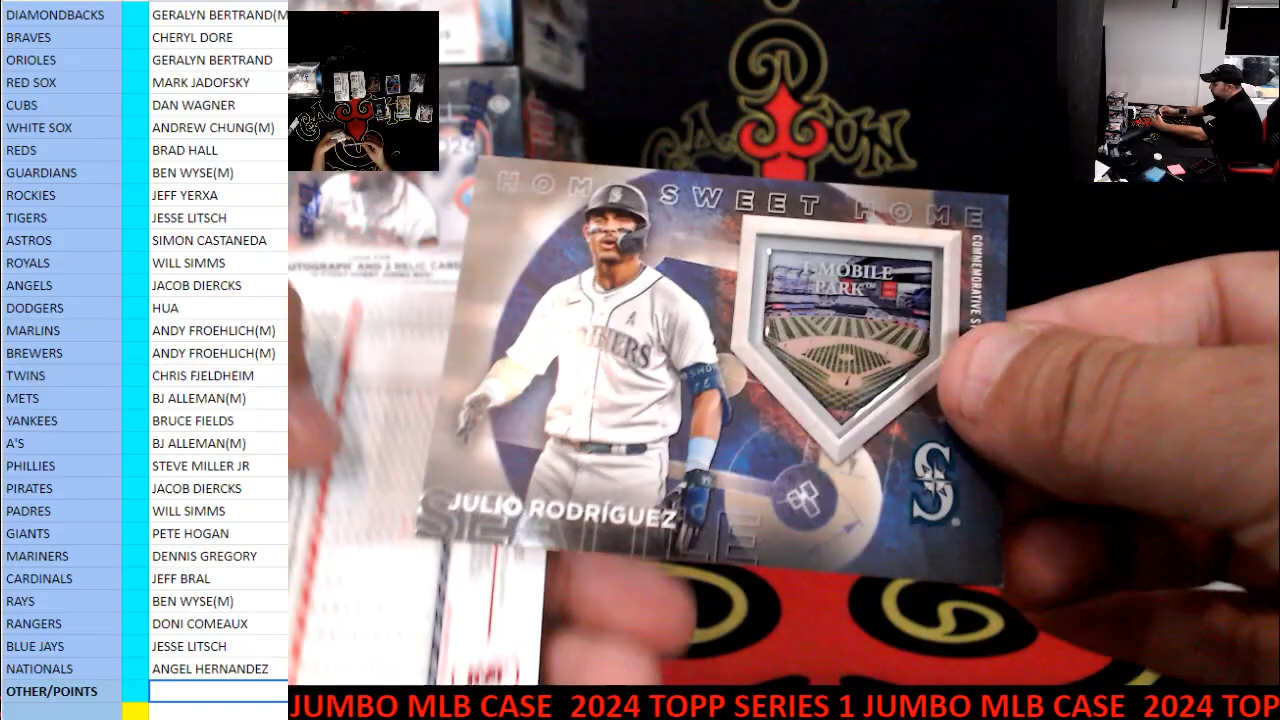 DIAMONDBACKS GERALYN BERTRAND(M
BRAVES CHERYL DORE
ORIOLES GERALYN BERTRAND
RED SOX MARK JADOFSKY
CUBS DAN WAGNER
WHITE SOX ANDREW CHUNG(M)
REDS BRAD HALL
GUARDIANS BEN WYSE(M)
ROCKIES JEFF YERXA
TIGERS JESSE LITSCH
ASTROS SIMON CASTANEDA
ROYALS WILL SIMMS
ANGELS JACOB DIERCKS
DODGERS HUA
MARLINS ANDY FROEHLICH(M)
BREWERS ANDY FROEHLICH(M)
TWINS CHRIS FJELDHEIM
METS BJ ALLEMAN(M)
YANKEES BRUCE FIELDS
A'S BJ ALLEMAN(M)
PHILLIES STEVE MILLER JR
PIRATES JACOB DIERCKS
PADRES WILL SIMMS
GIANTS PETE HOGAN
MARINERS DENNIS GREGORY
CARDINALS JEFF BRAL
RAYS BEN WYSE(M)
RANGERS DONI COMEAUX
BLUE JAYS JESSE LITSCH
NATIONALS ANGEL HERNANDEZ
OTHER/POINTS
HOME SWEET HOME
T-MOBILE
PARK™
JULIO RODRÍGUEZ
SEATTLE
S
JUMBO MLB CASE 2024 TOPP SERIES 1 JUMBO MLB CASE 2024 TOP